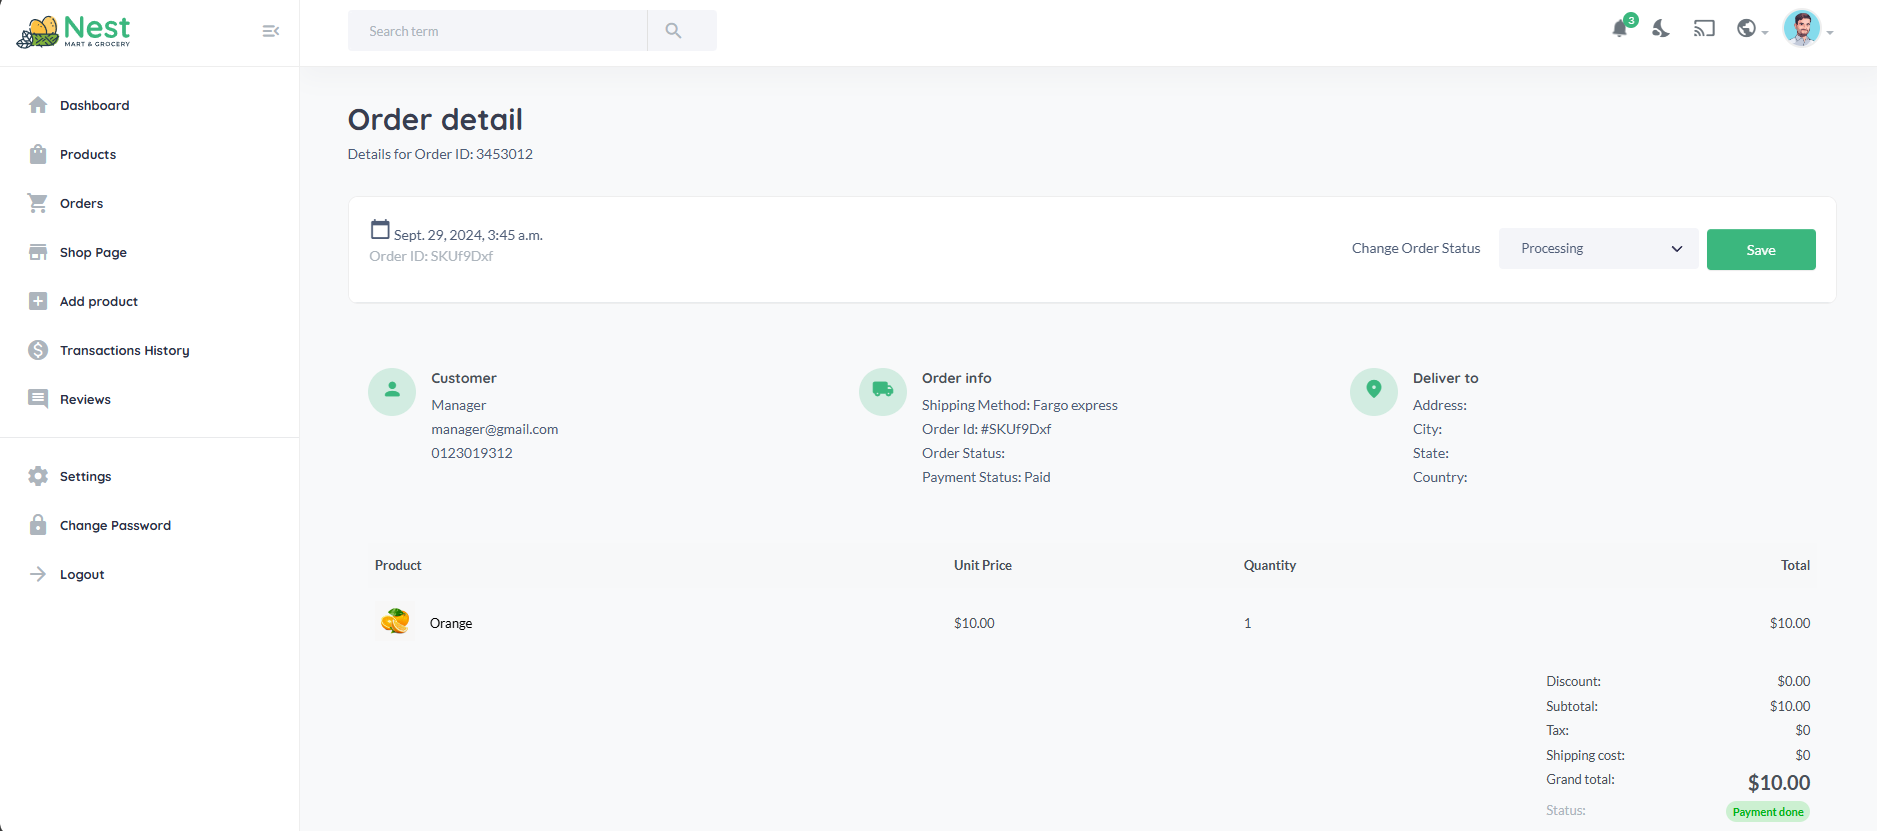 Nest
MART & GROCERY
Search term
3
Dashboard
Products
Orders
Shop Page
Add product
Transactions History
Reviews
Settings
Change Password
Logout
Order detail
Details for Order ID: 3453012
Sept. 29, 2024, 3:45 a.m.
Order ID: SKUf9Dxf
Change Order Status
Processing
Save
Customer
Manager
manager@gmail.com
0123019312
Order info
Shipping Method: Fargo express
Order Id: #SKUf9Dxf
Order Status:
Payment Status: Paid
Deliver to
Address:
City:
State:
Country:
Product Unit Price Quantity Total
Orange $10.00 1 $10.00
Discount: $0.00
Subtotal: $10.00
Tax: $0
Shipping cost: $0
Grand total: $10.00
Status: Payment done